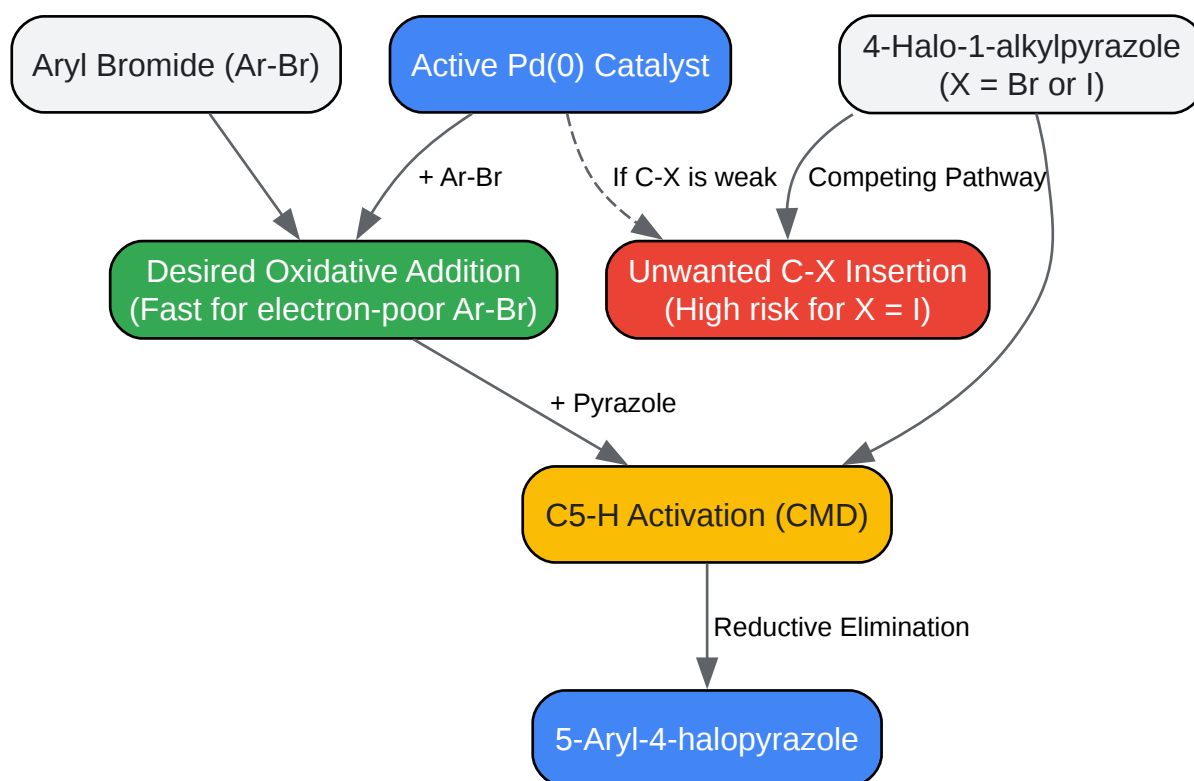 Aryl Bromide (Ar-Br)
Active Pd(0) Catalyst
4-Halo-1-alkylpyrazole
(X = Br or I)
+ Ar-Br
If C-X is weak
Competing Pathway
Desired Oxidative Addition
(Fast for electron-poor Ar-Br)
Unwanted C-X Insertion
(High risk for X = I)
+ Pyrazole
C5-H Activation (CMD)
Reductive Elimination
5-Aryl-4-halopyrazole